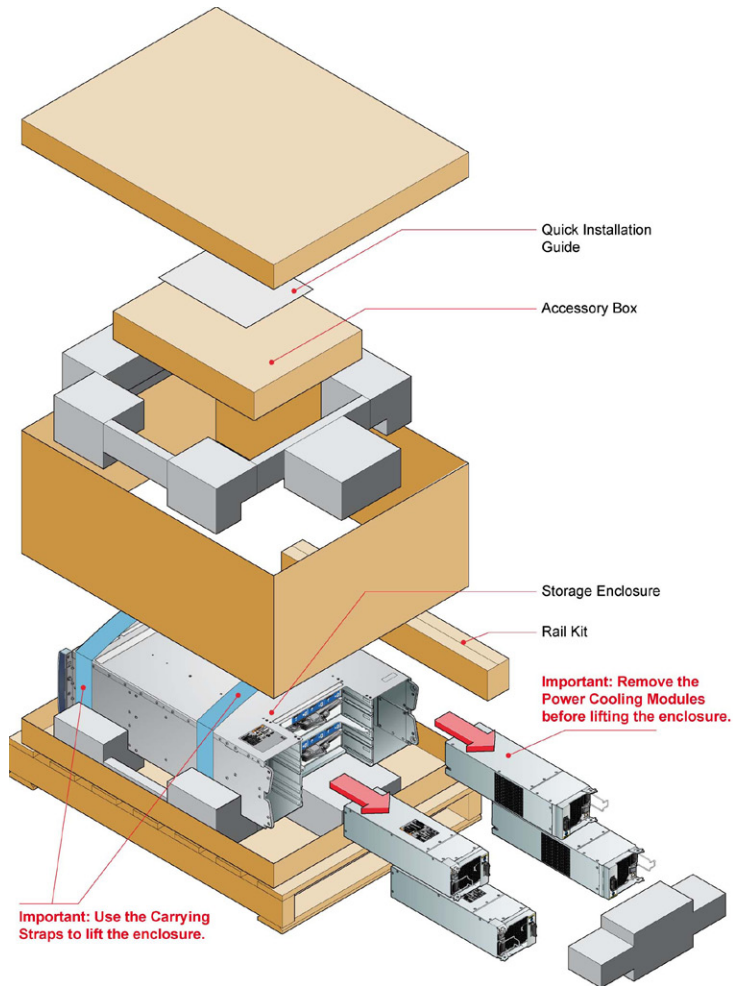 Quick Installation
Guide
Accessory Box
Storage Enclosure
Rail Kit
Important: Remove the
Power Cooling Modules
before lifting the enclosure.
Important: Use the Carrying
Straps to lift the enclosure.